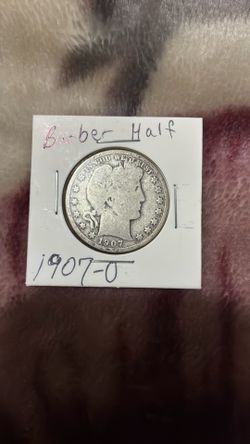 Barber Half
IN GOD WE TRUST
1907
1907-O